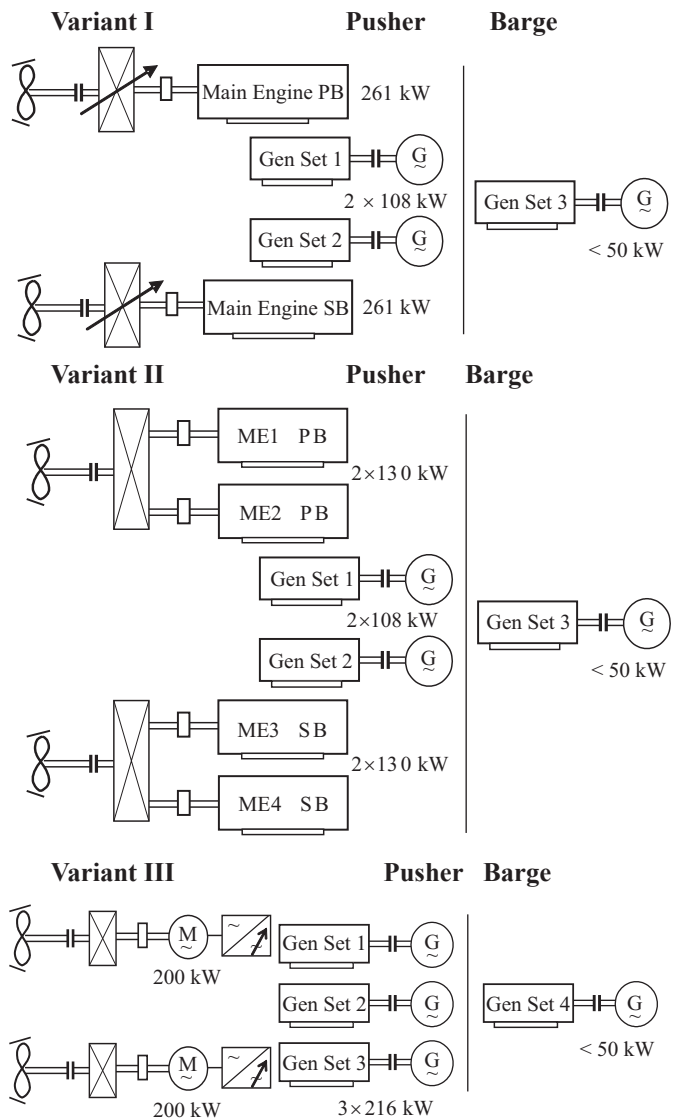 Variant I Pusher Barge
Main Engine PB 261 kW
Gen Set 1 G ~
2 × 108 kW
Gen Set 3 G ~
Gen Set 2 G ~
< 50 kW
Main Engine SB 261 kW
Variant II Pusher Barge
ME1 PB
2×130 kW
ME2 PB
Gen Set 1 G ~
2×108 kW
Gen Set 3 G ~
Gen Set 2 G ~
< 50 kW
ME3 SB
2×130 kW
ME4 SB
Variant III Pusher Barge
M ~ ~ ~ Gen Set 1 G ~
200 kW
Gen Set 2 G ~
Gen Set 4 G ~
< 50 kW
M ~ ~ ~ Gen Set 3 G ~
200 kW
3×216 kW